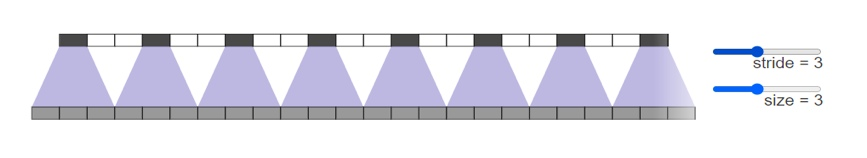 stride = 3
size = 3